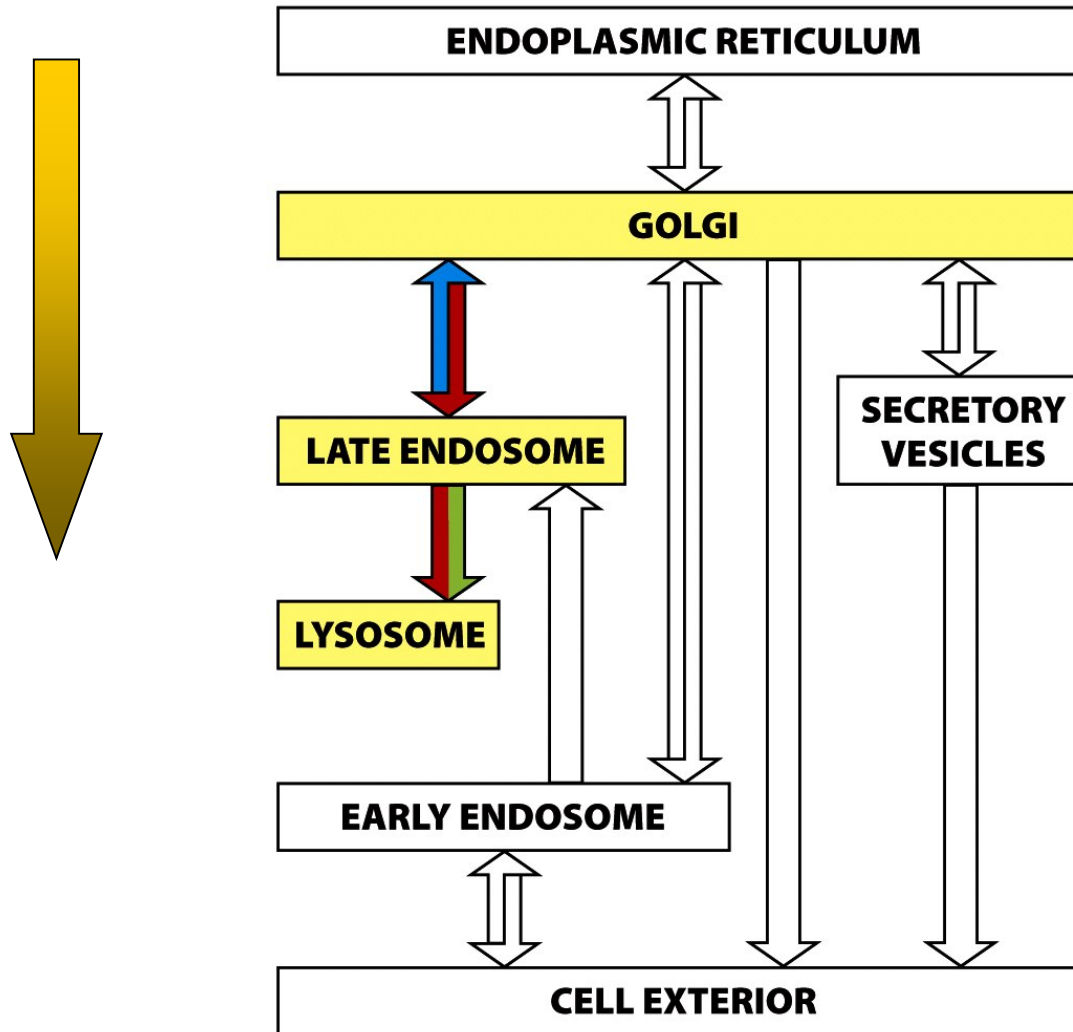 ENDOPLASMIC RETICULUM
GOLGI
LATE ENDOSOME
SECRETORY
VESICLES
LYSOSOME
EARLY ENDOSOME
CELL EXTERIOR